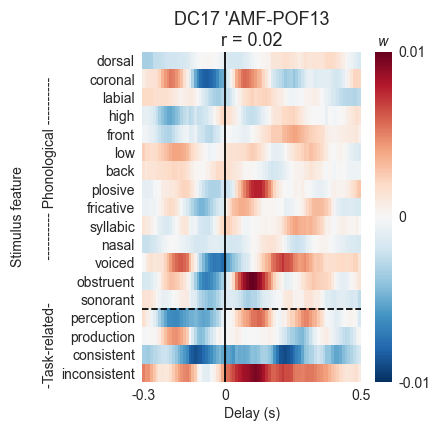 DC17 'AMF-POF13
r = 0.02
w
dorsal
coronal
labial
high
front
low
back
plosive
fricative
syllabic
nasal
voiced
obstruent
sonorant
perception
production
consistent
inconsistent
Stimulus feature
-Task-related-  ---------- Phonological ----------
0.01
0
-0.01
-0.3 0 0.5
Delay (s)